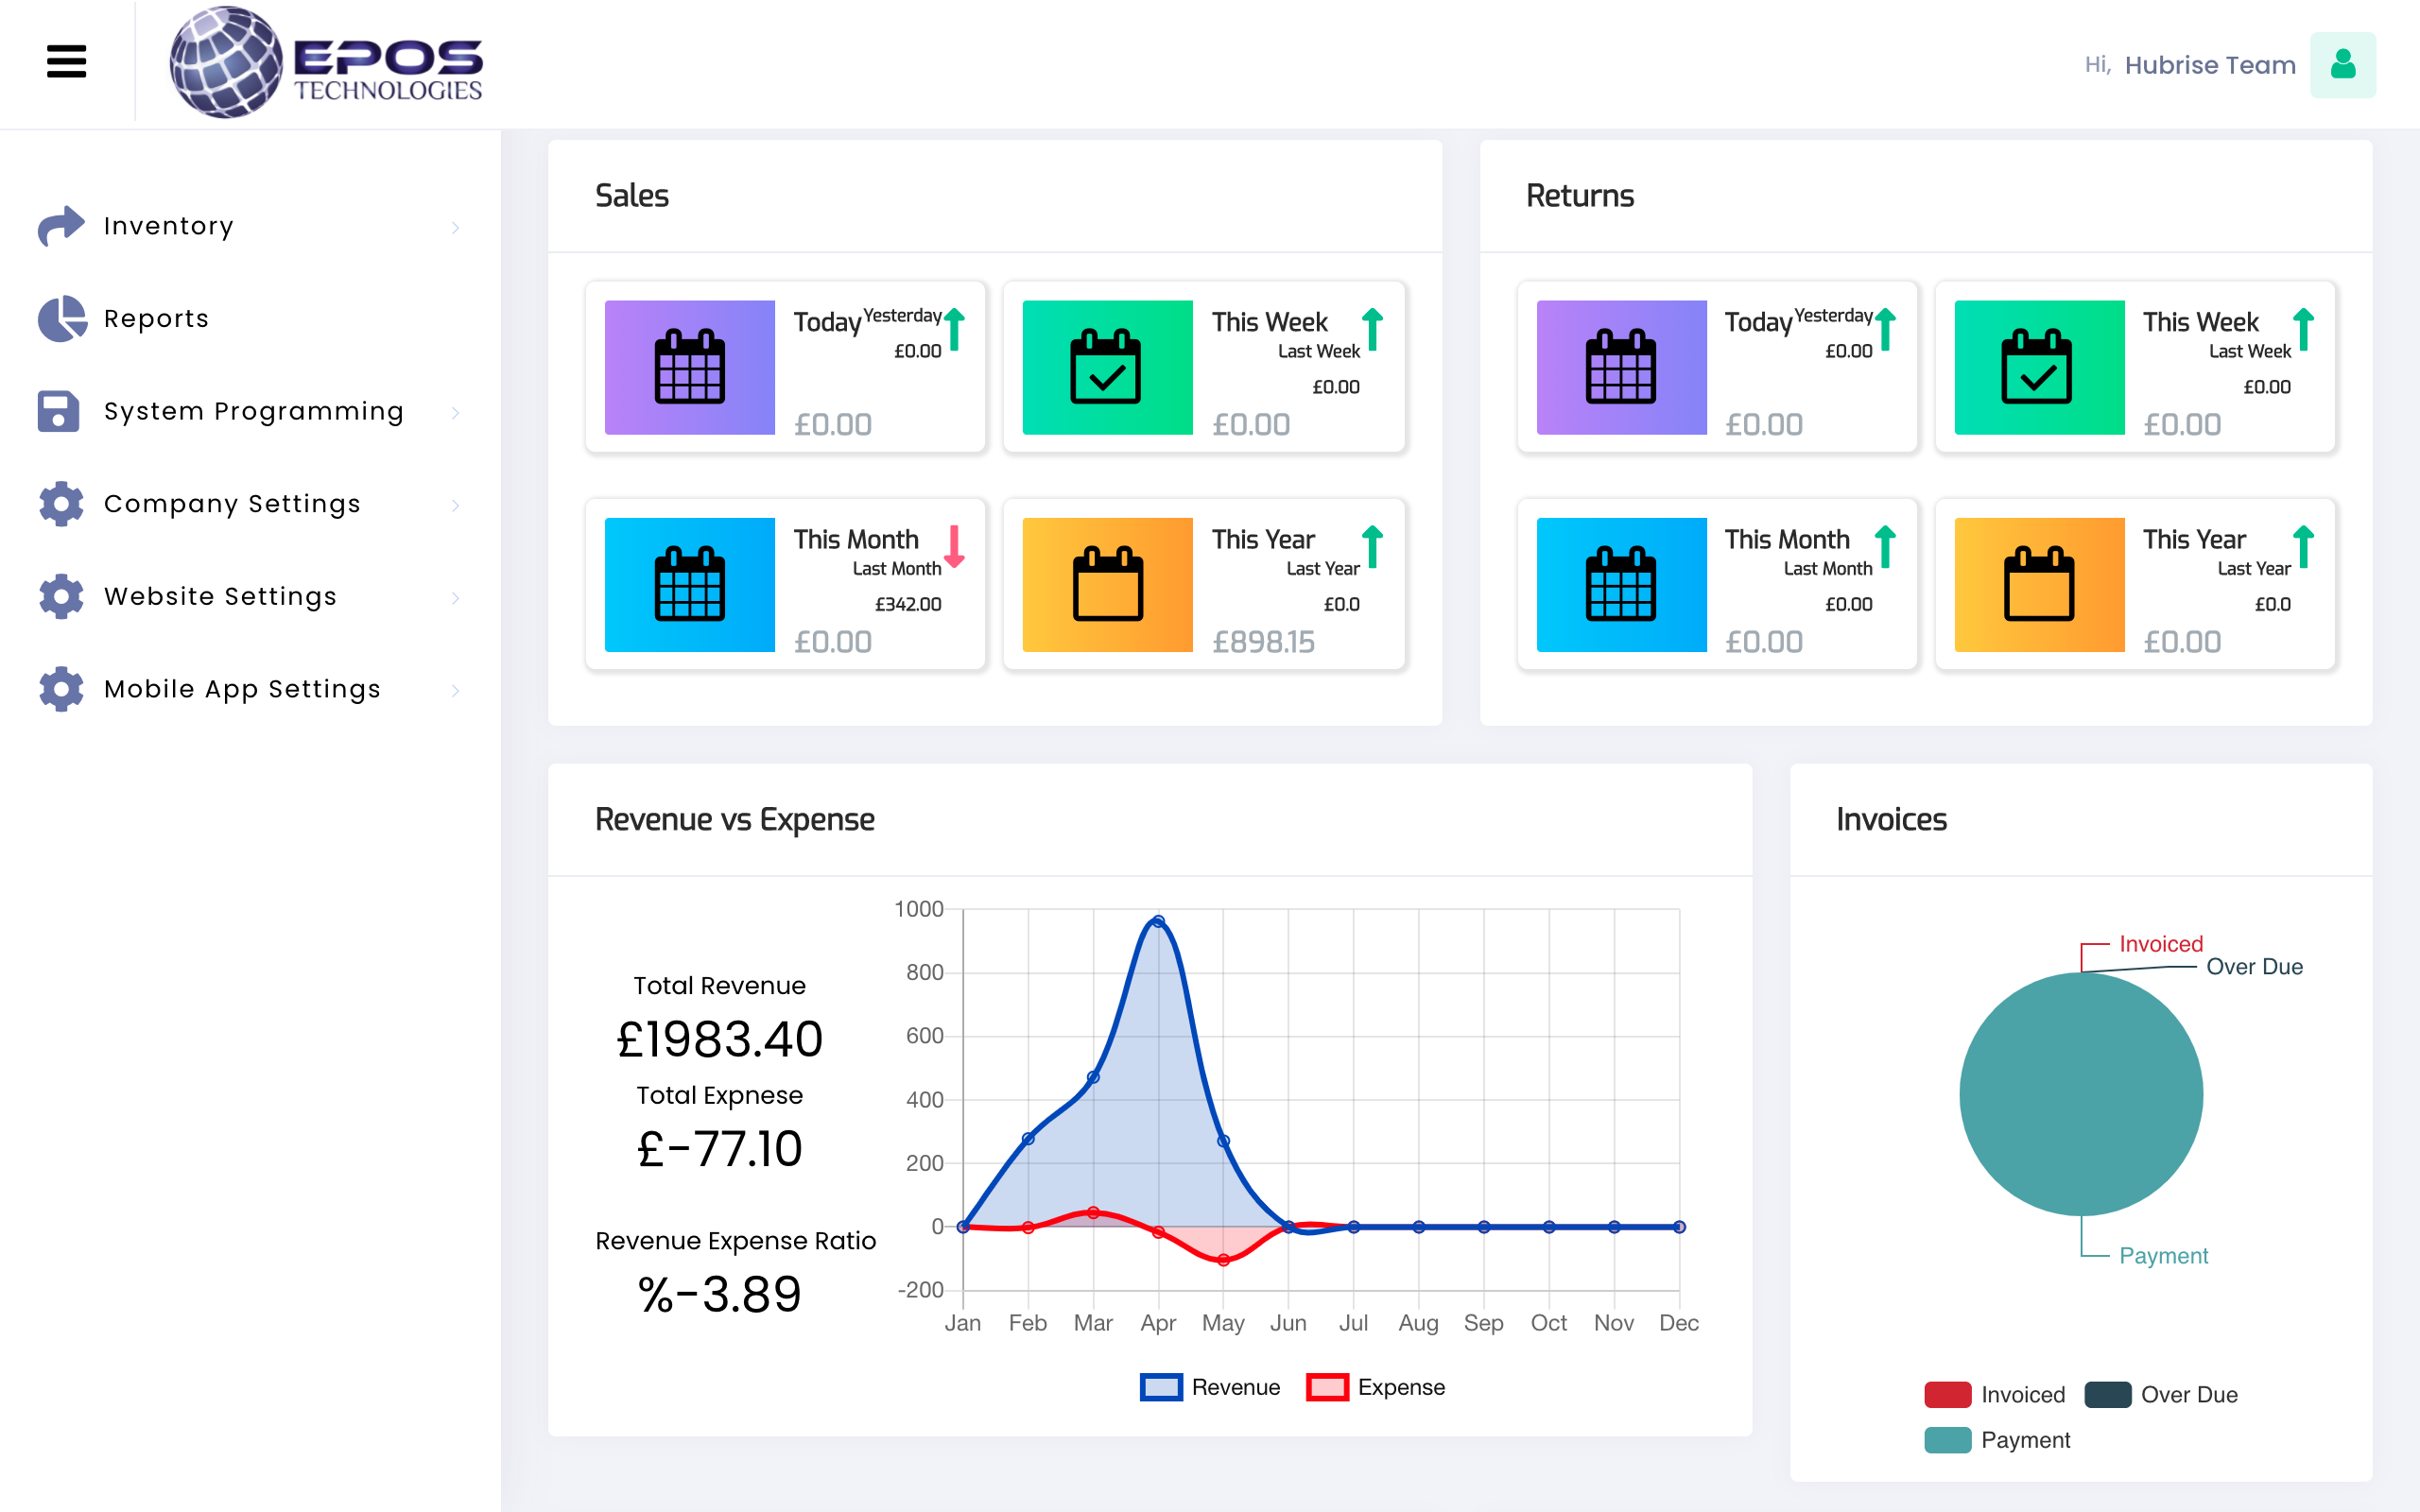 EPOS
TECHNOLOGIES
Hi, Hubrise Team
Inventory
Reports
System Programming
Company Settings
Website Settings
Mobile App Settings
Sales
Today Yesterday
£0.00
£0.00
This Week
Last Week
£0.00
£0.00
This Month
Last Month
£342.00
£0.00
This Year
Last Year
£0.0
£898.15
Returns
Today Yesterday
£0.00
£0.00
This Week
Last Week
£0.00
£0.00
This Month
Last Month
£0.00
£0.00
This Year
Last Year
£0.0
£0.00
Revenue vs Expense
Total Revenue
£1983.40
Total Expnese
£-77.10
Revenue Expense Ratio
%-3.89
1000
800
600
400
200
0
-200
Jan Feb Mar Apr May Jun Jul Aug Sep Oct Nov Dec
Revenue Expense
Invoices
Invoiced
Over Due
Payment
Invoiced Over Due
Payment